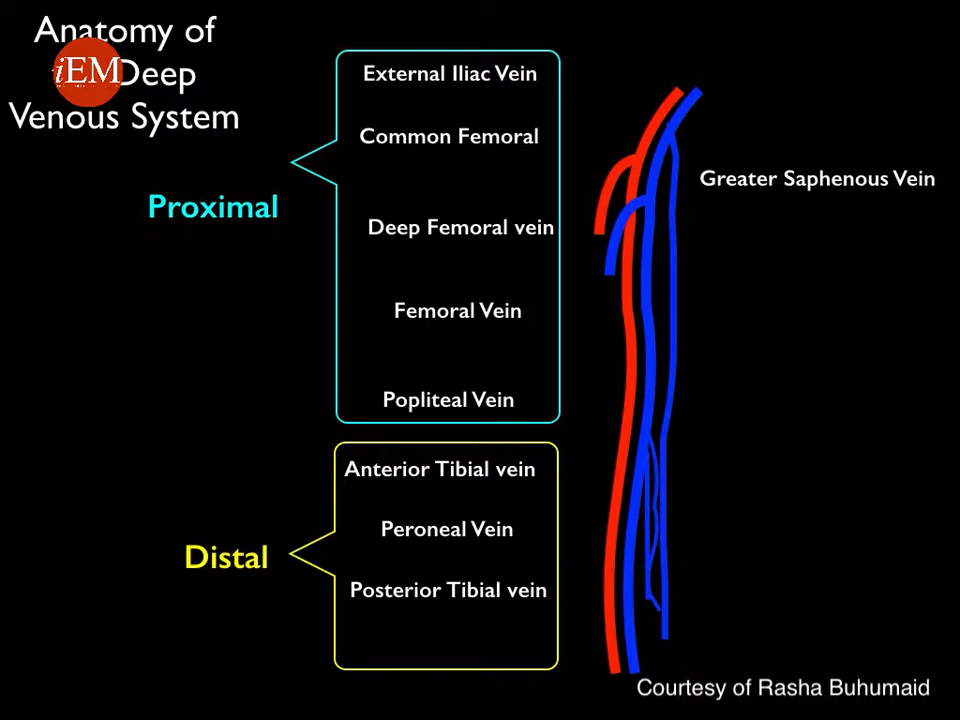 Anatomy of
Deep
Venous System
iEM
External Iliac Vein
Common Femoral
Deep Femoral vein
Femoral Vein
Popliteal Vein
Proximal
Greater Saphenous Vein
Anterior Tibial vein
Peroneal Vein
Posterior Tibial vein
Distal
Courtesy of Rasha Buhumaid